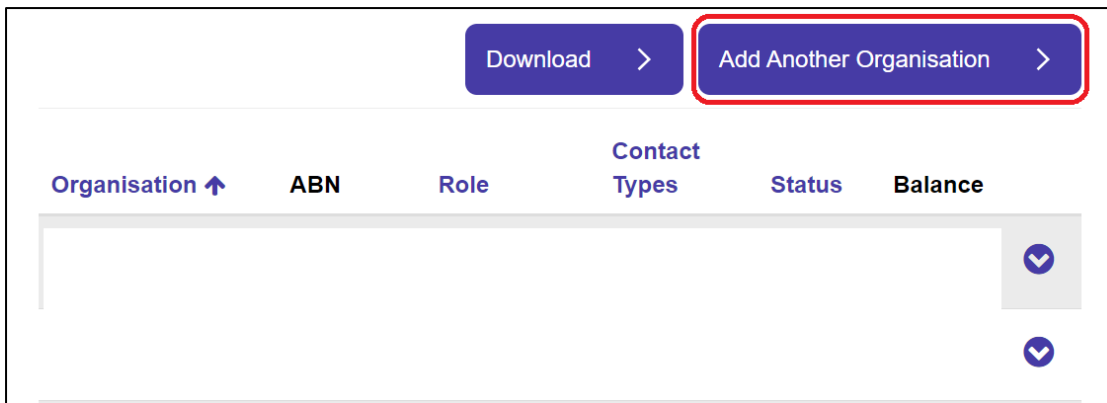 Download
Add Another Organisation
Contact
Organisation ABN Role Types Status Balance